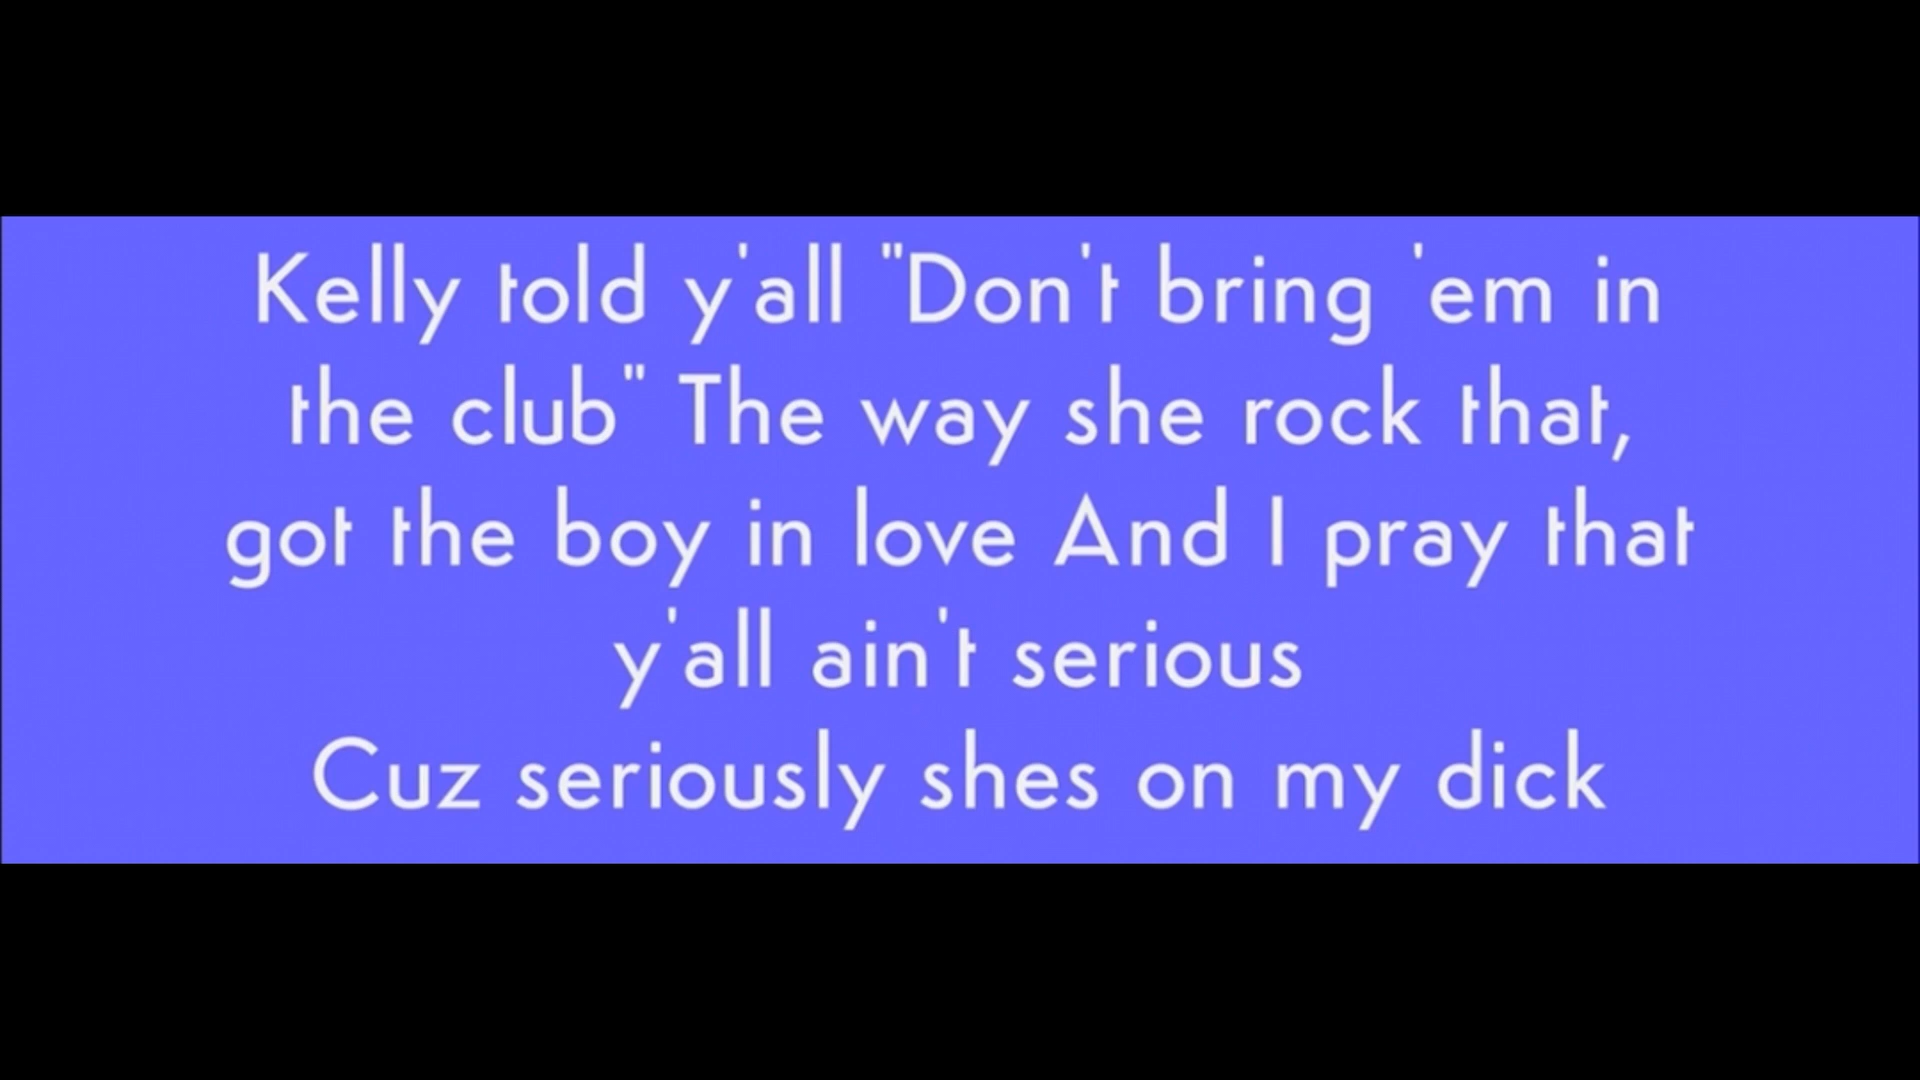 Kelly told y'all "Don't bring 'em in
the club" The way she rock that,
got the boy in love And I pray that
y'all ain't serious
Cuz seriously shes on my dick